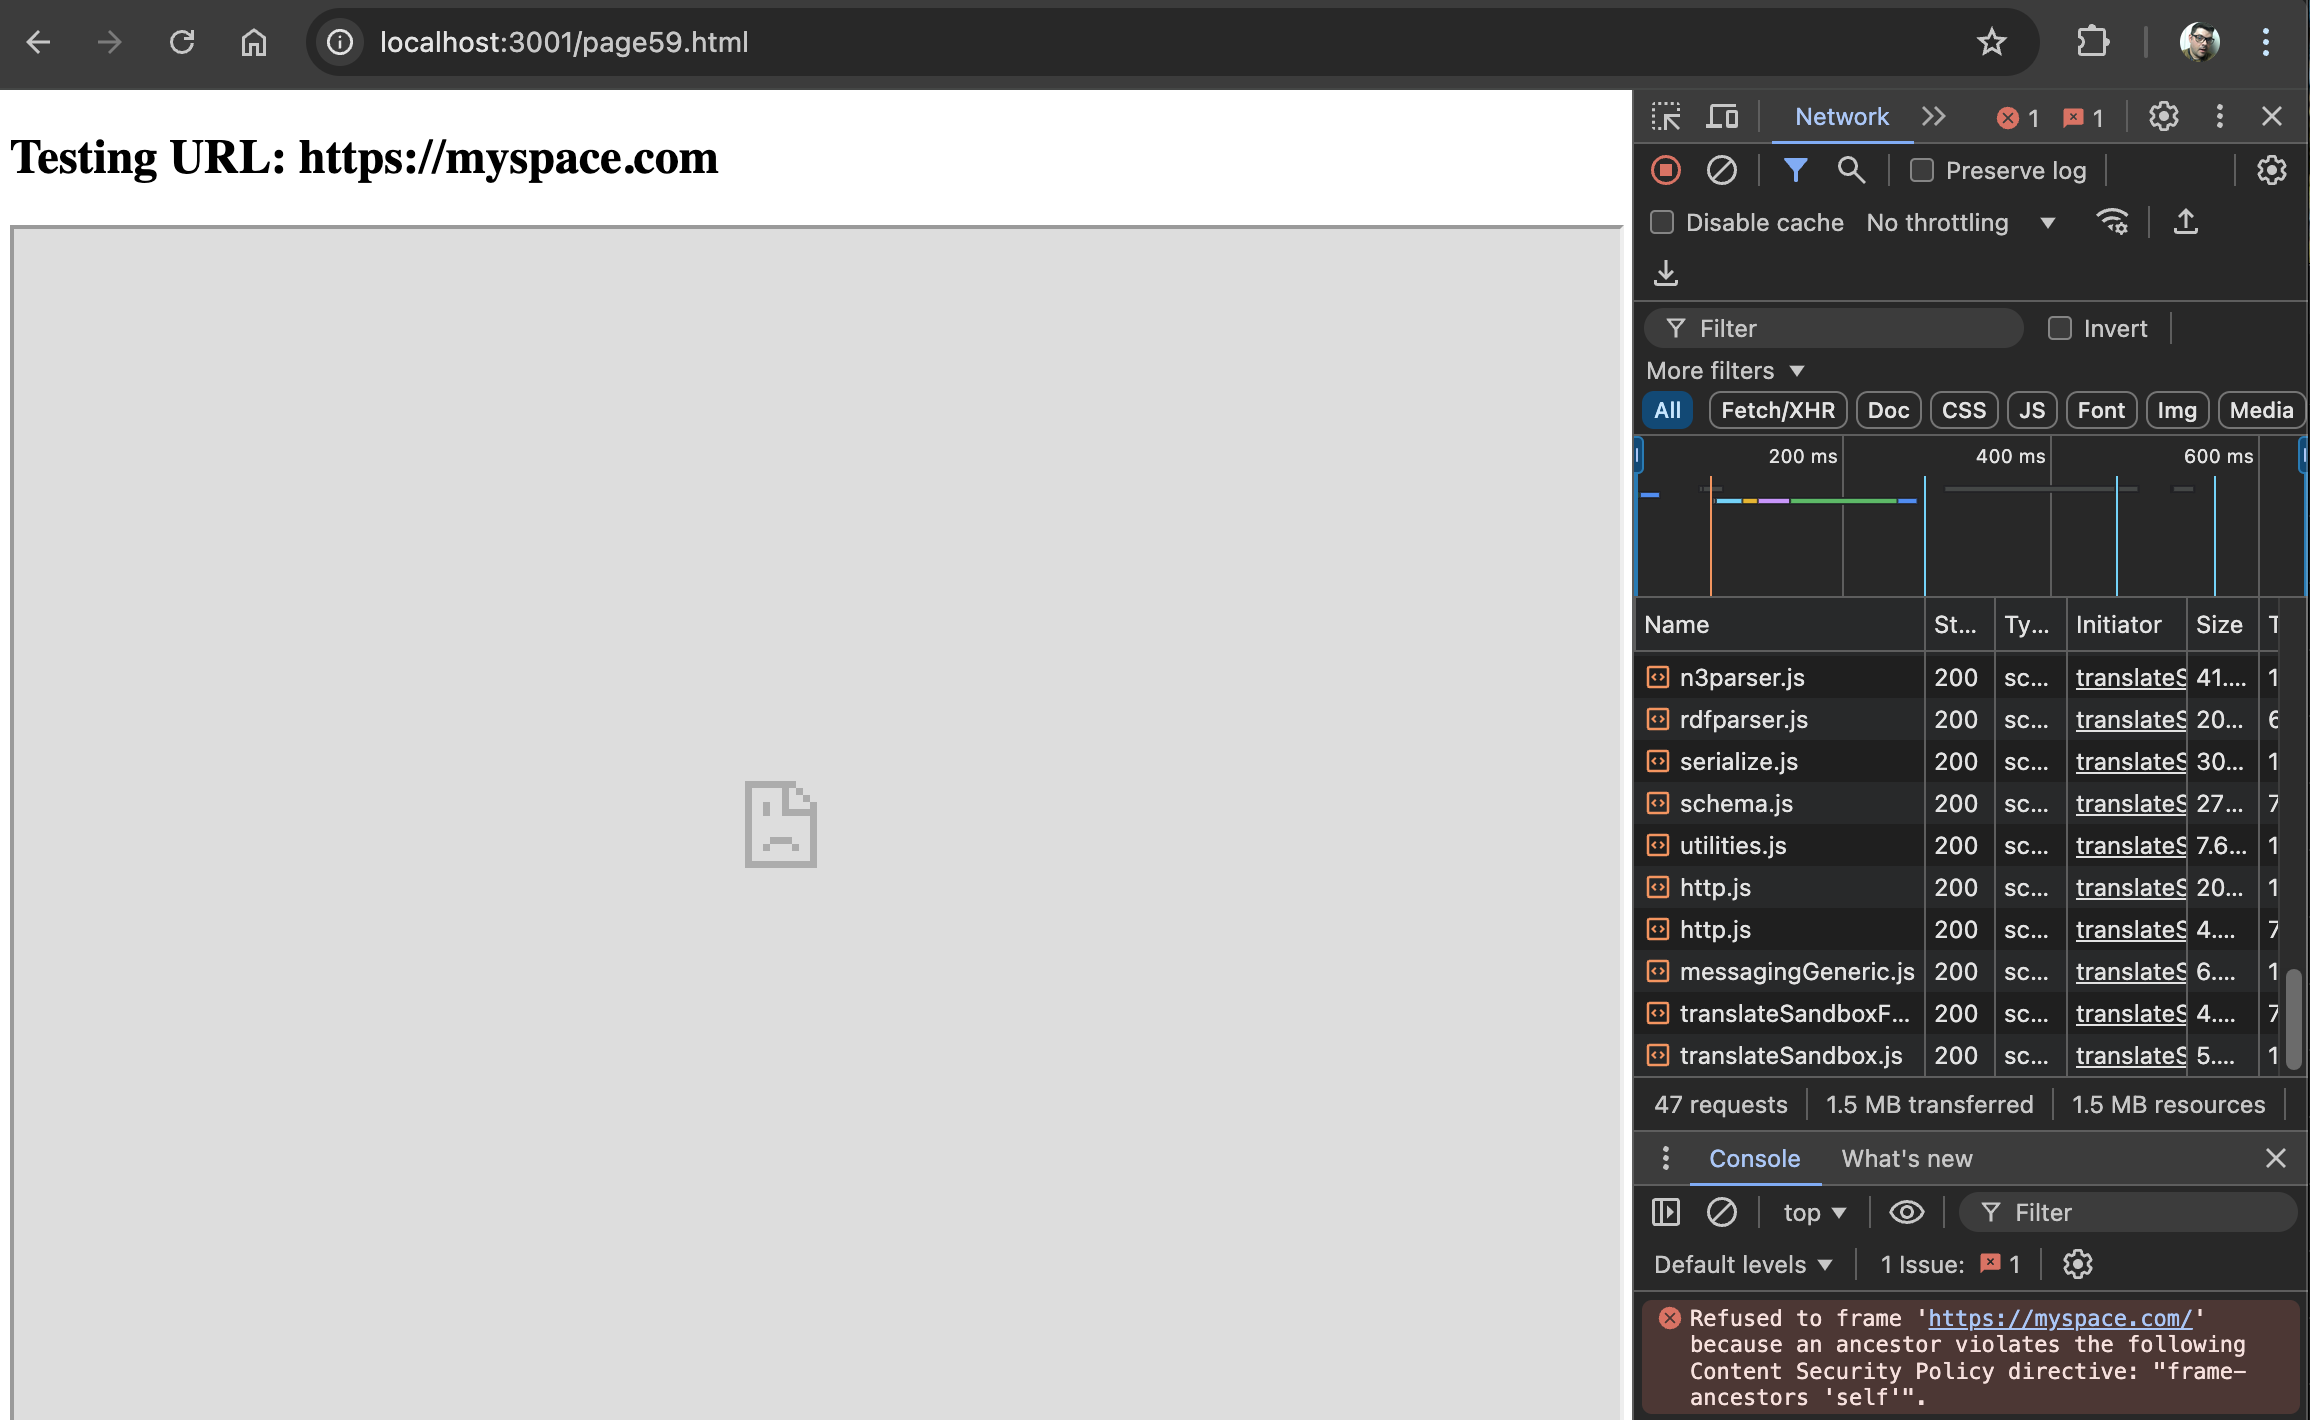 localhost:3001/page59.html
Testing URL: https://myspace.com
Network
1
1
Preserve log
Disable cache
No throttling
Filter
Invert
More filters
All
Fetch/XHR
Doc
CSS
JS
Font
Img
Media
200 ms
400 ms
600 ms
Name St... Ty... Initiator Size T
n3parser.js 200 sc... translateS 41.... 1
rdfparser.js 200 sc... translateS 20... 6
serialize.js 200 sc... translateS 30... 1
schema.js 200 sc... translateS 27... 7
utilities.js 200 sc... translateS 7.6... 1
http.js 200 sc... translateS 20... 1
http.js 200 sc... translateS 4.... 7
messagingGeneric.js 200 sc... translateS 6.... 1
translateSandboxF... 200 sc... translateS 4.... 7
translateSandbox.js 200 sc... translateS 5.... 1
47 requests
1.5 MB transferred
1.5 MB resources
Console
What's new
top
Filter
Default levels
1 Issue: 1
Refused to frame 'https://myspace.com/'
because an ancestor violates the following
Content Security Policy directive: "frame-
ancestors 'self'".